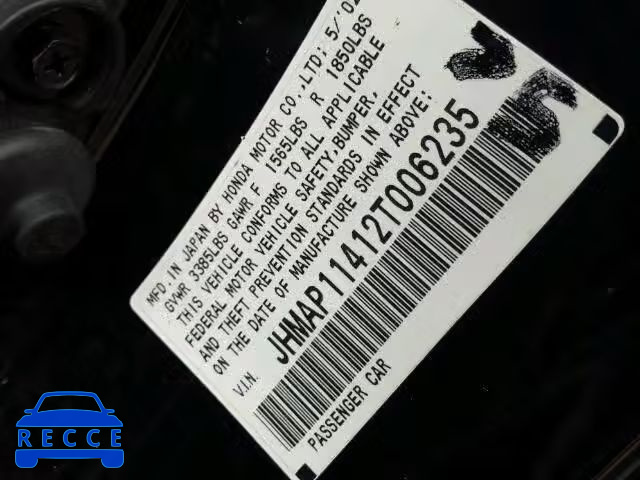 MFD IN JAPAN BY HONDA MOTOR CO.,LTD; 5/'0
GVWR 3385LBS GAWR F 1565LBS R 1850LBS
THIS VEHICLE CONFORMS TO ALL APPLICABLE
FEDERAL MOTOR VEHICLE SAFETY,BUMPER,
AND THEFT PREVENTION STANDARDS IN EFFECT
ON THE DATE OF MANUFACTURE SHOWN ABOVE:
V.I.N. JHMAP11412T006235
PASSENGER CAR
RECCE